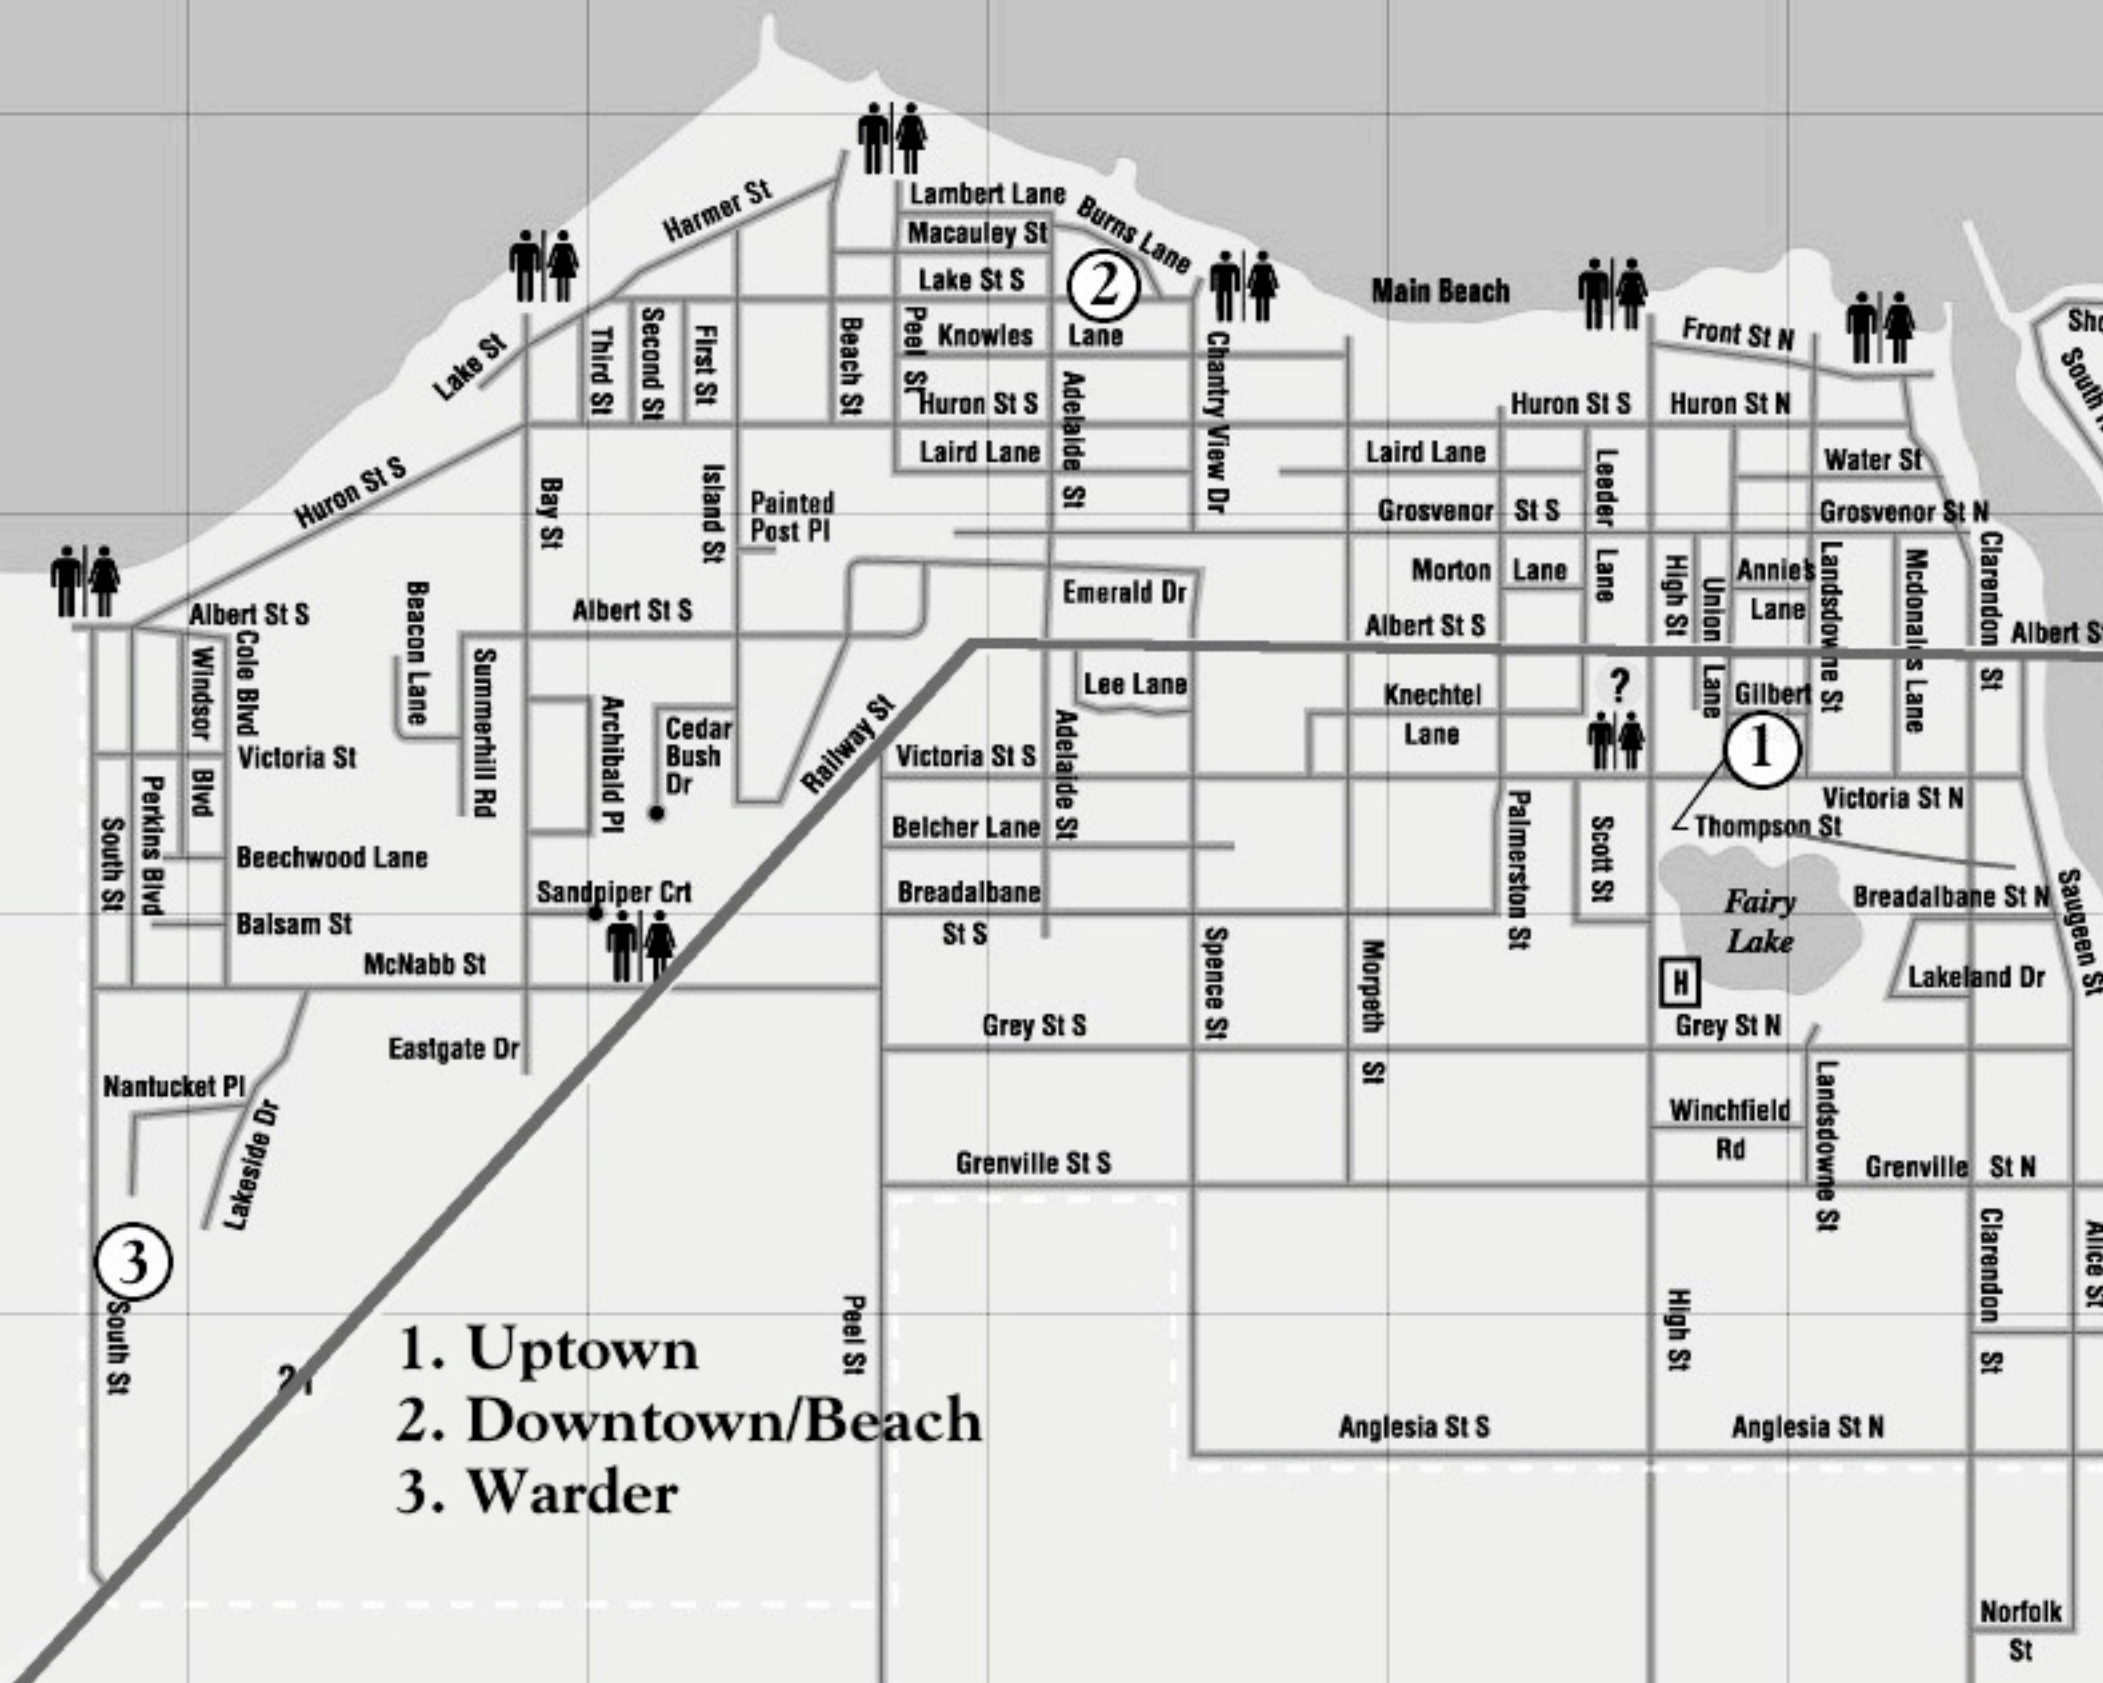 Lambert Lane
Burns Lane
Harmer St
Macauley St
Lake St S
2
Main Beach
Lake St
Third St
Second St
First St
Beach St
Peel St
Knowles Lane
Chantry View Dr
Front St N
South
Huron St S
Adelaide St
Huron St S
Huron St N
Huron St S
Laird Lane
Laird Lane
Leeder Lane
Water St
Bay St
Island St
Painted
Post Pl
Grosvenor St S
Grosvenor St N
Albert St S
Beacon Lane
Albert St S
Emerald Dr
Morton Lane
High St
Union Lane
Annie's
Lane
Landsdowne St
Mcdonalds Lane
Clarendon St
Albert St S
Albert S
Windsor Blvd
Cole Blvd
Summerhill Rd
Archibald Pl
Cedar
Bush
Dr
Railway St
Lee Lane
Adelaide St
Knechtel
Lane
?
Gilbert
1
Victoria St
Victoria St S
Victoria St N
South St
Perkins Blvd
Belcher Lane
Palmerston St
Scott St
Thompson St
Beechwood Lane
Sandpiper Crt
Breadalbane
St S
Fairy
Lake
Breadalbane St N
Saugeen St
Balsam St
McNabb St
Spence St
Morpeth St
H
Lakeland Dr
Eastgate Dr
Grey St S
Grey St N
Nantucket Pl
Lakeside Dr
Winchfield
Rd
Landsdowne St
Grenville St S
Grenville St N
3
South St
Peel St
High St
Clarendon St
Alice St
21
1. Uptown
2. Downtown/Beach
3. Warder
Anglesia St S
Anglesia St N
Norfolk
St